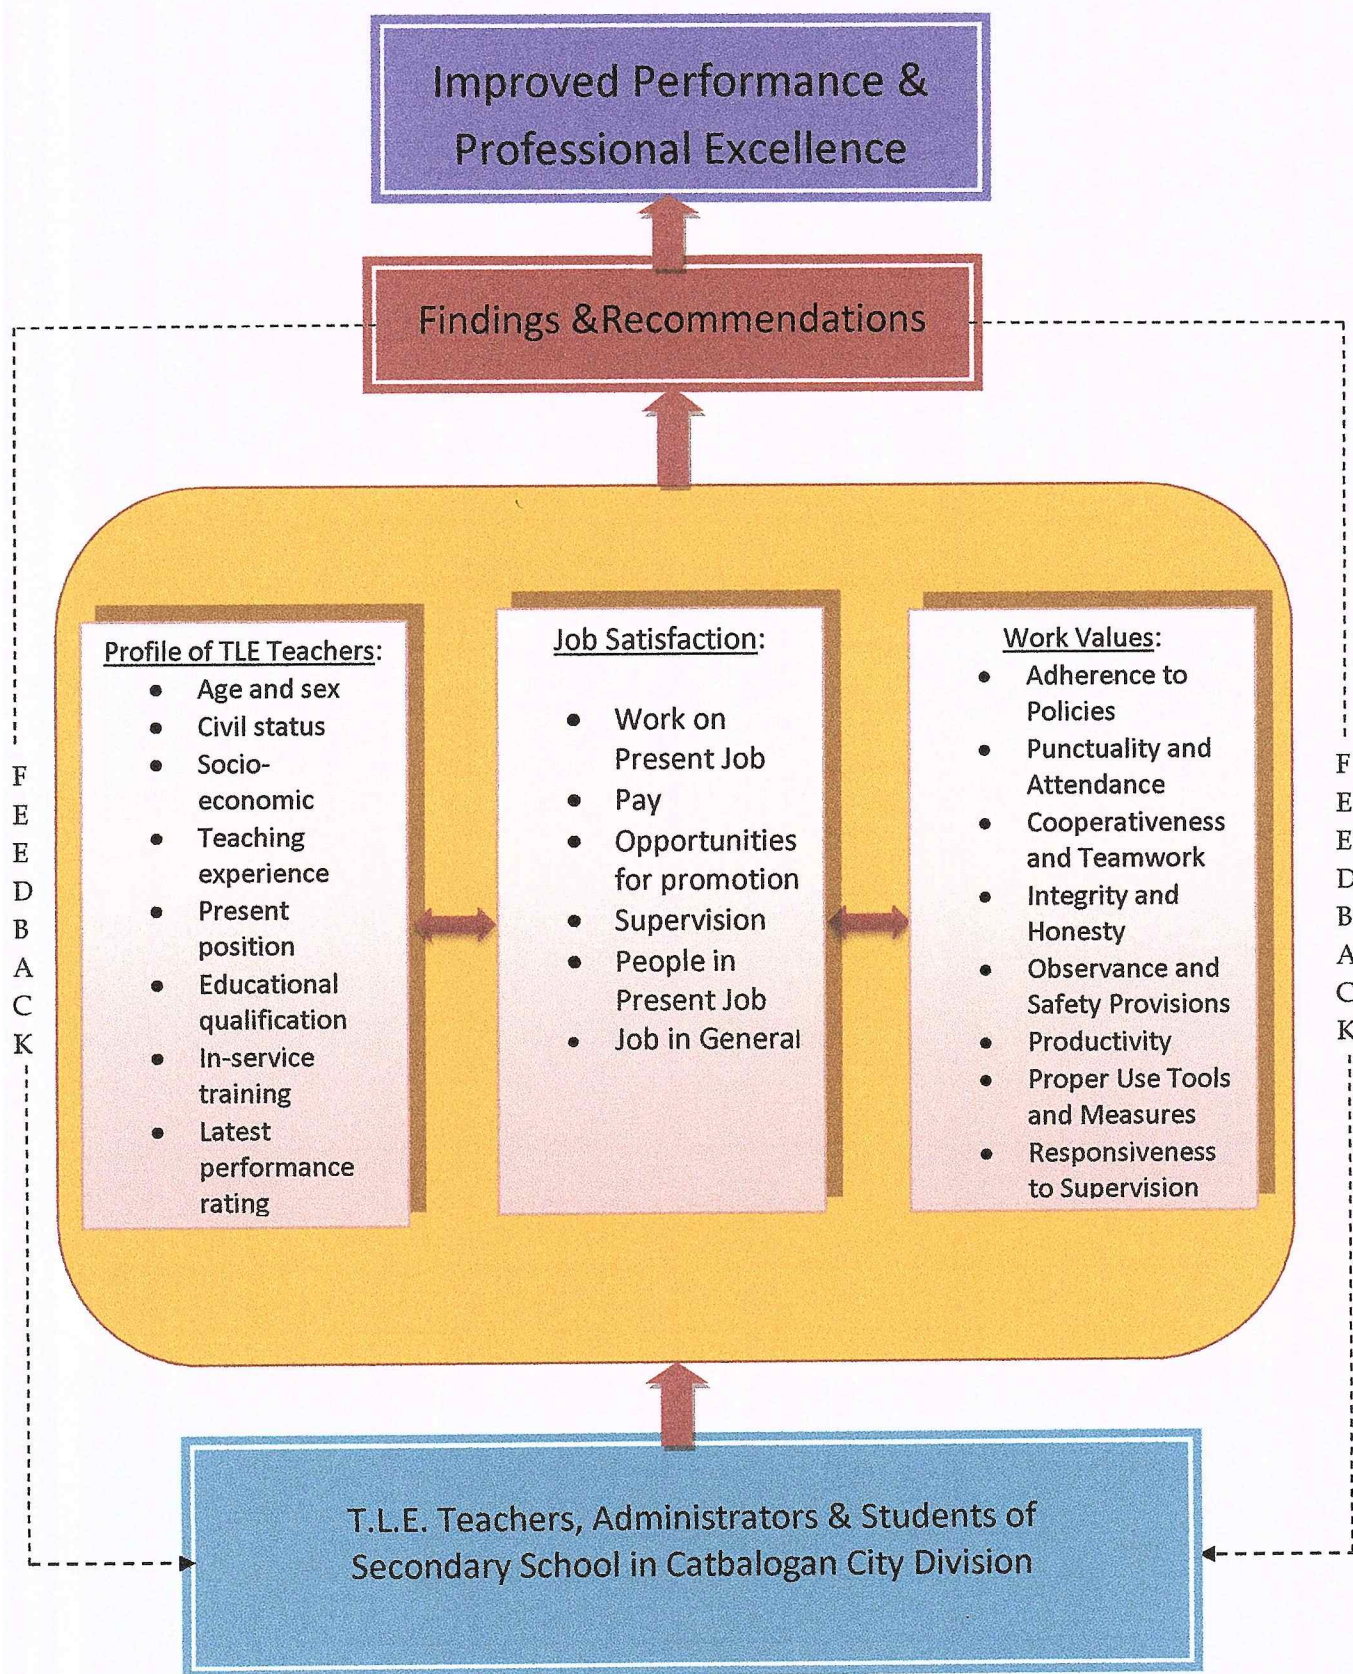 Improved Performance &
Professional Excellence
Findings &Recommendations
Profile of TLE Teachers:
• Age and sex
• Civil status
• Socio-
economic
• Teaching
experience
• Present
position
• Educational
qualification
• In-service
training
• Latest
performance
rating
Job Satisfaction:
• Work on
Present Job
• Pay
• Opportunities
for promotion
• Supervision
• People in
Present Job
• Job in General
Work Values:
• Adherence to
Policies
• Punctuality and
Attendance
• Cooperativeness
and Teamwork
• Integrity and
Honesty
• Observance and
Safety Provisions
• Productivity
• Proper Use Tools
and Measures
• Responsiveness
to Supervision
F
E
E
D
B
A
C
K
F
E
E
D
B
A
C
K
T.L.E. Teachers, Administrators & Students of
Secondary School in Catbalogan City Division